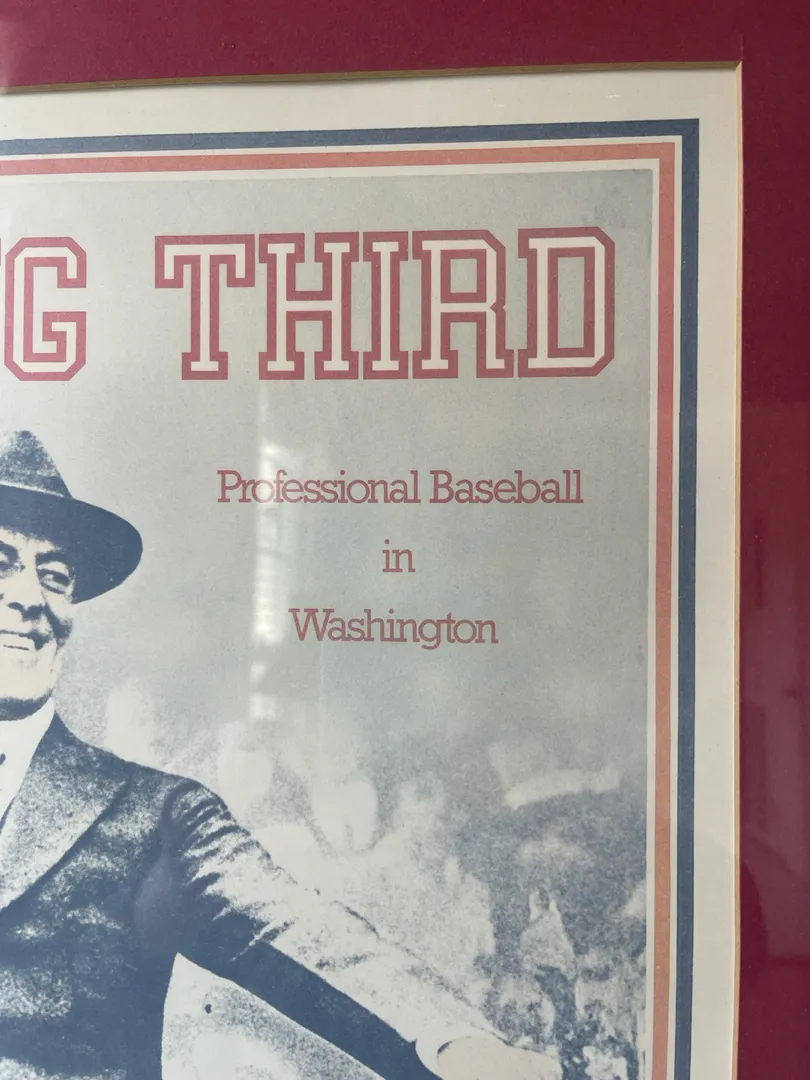 G THIRD
Professional Baseball
in
Washington